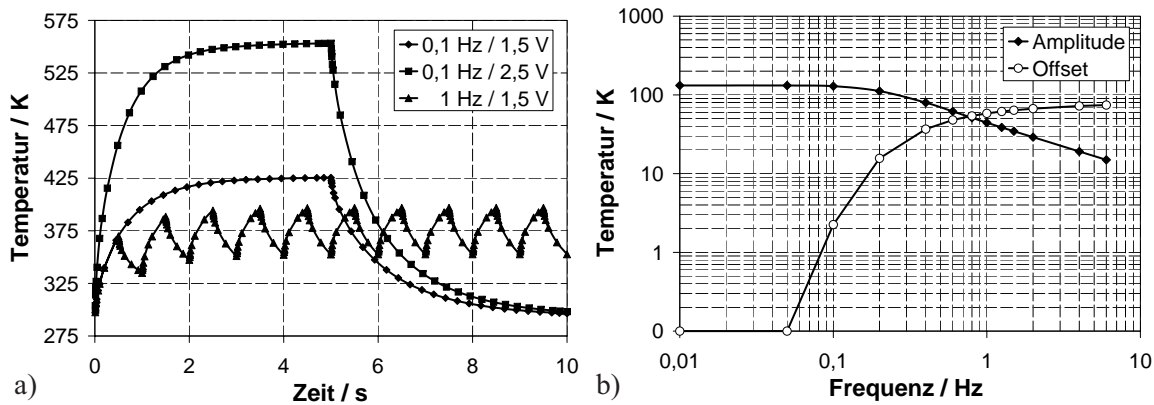 Temperatur / K
575
525
475
425
375
325
275
0,1 Hz / 1,5 V
0,1 Hz / 2,5 V
1 Hz / 1,5 V
0 2 4 6 8 10
Zeit / s
a)
Temperatur / K
1000
100
10
1
0
Amplitude
Offset
0,01 0,1 1 10
Frequenz / Hz
b)